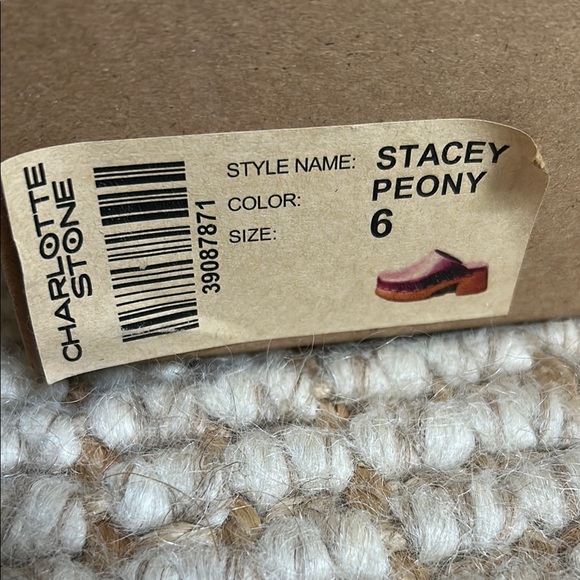 CHARLOTTE
STONE
39087871
STYLE NAME: STACEY
COLOR: PEONY
SIZE: 6